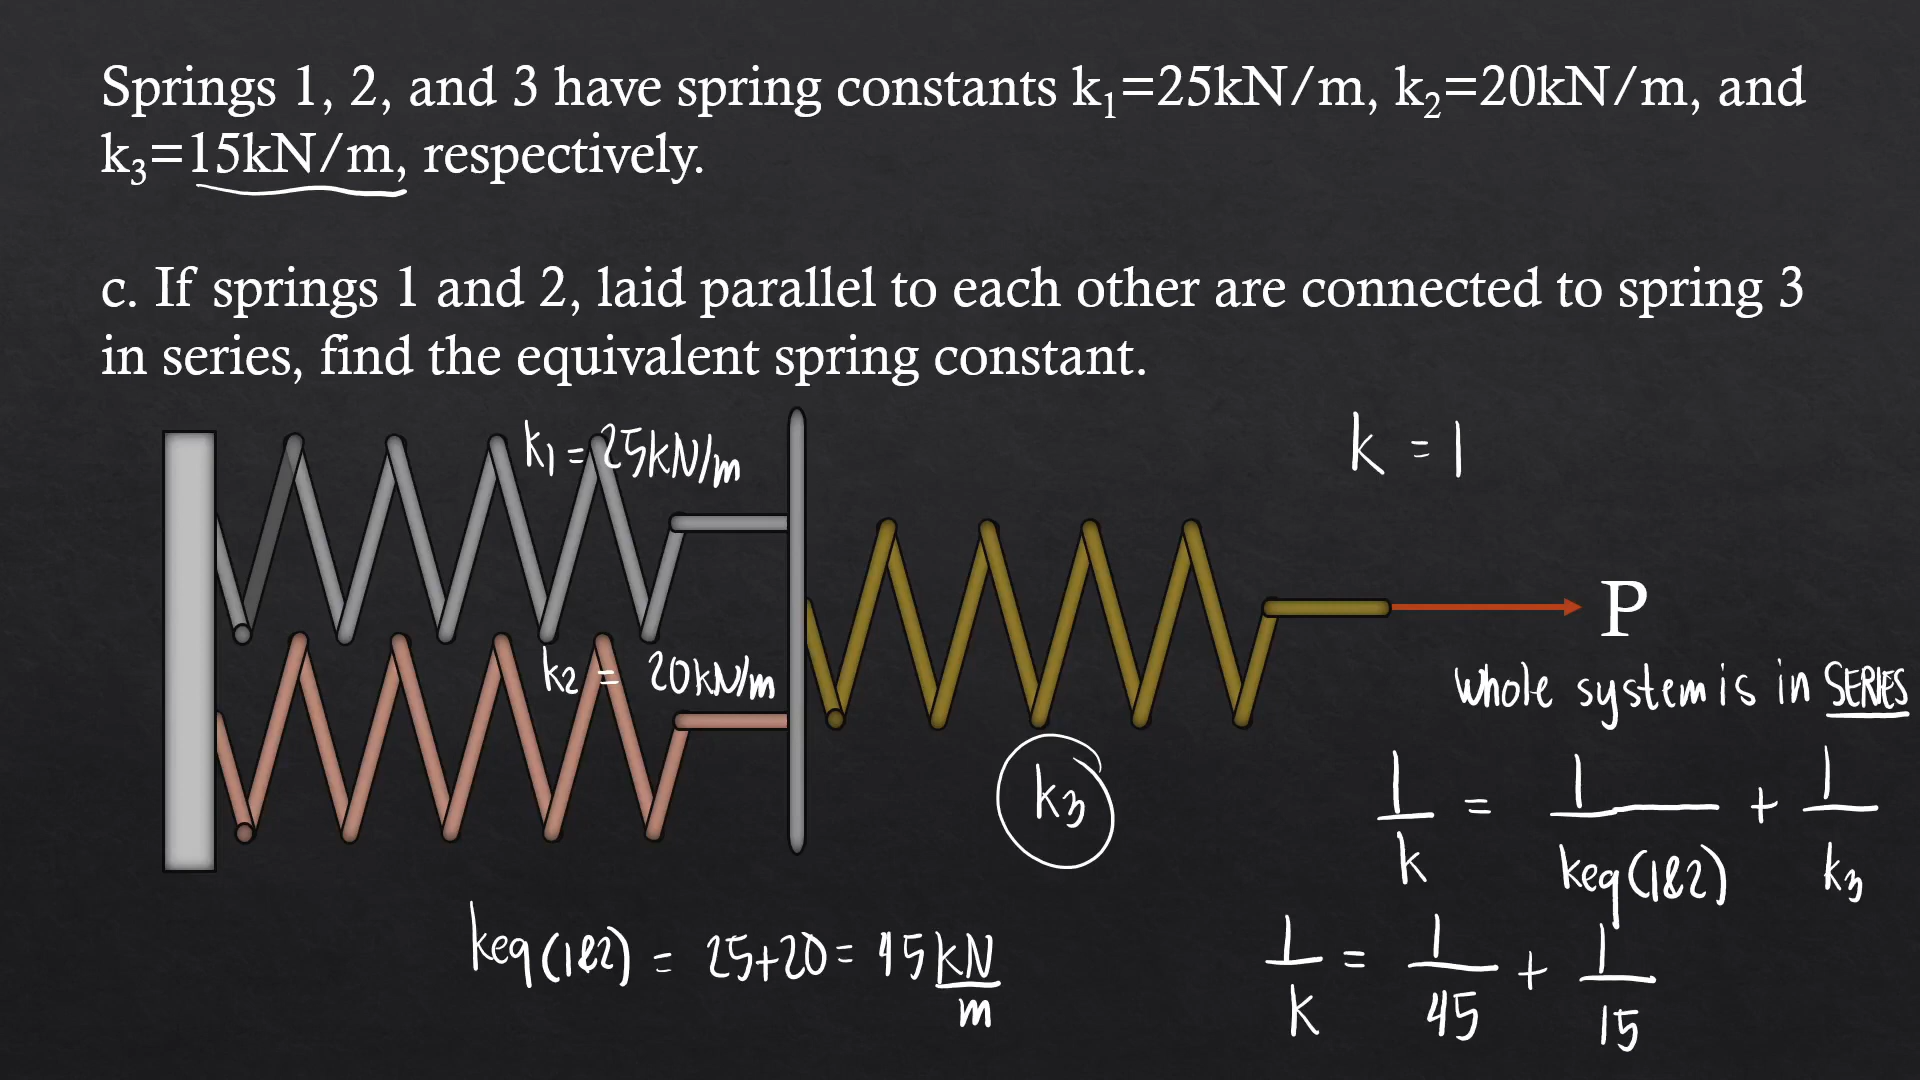 Springs 1, 2, and 3 have spring constants k₁=25kN/m, k₂=20kN/m, and
k₃=15kN/m, respectively.
c. If springs 1 and 2, laid parallel to each other are connected to spring 3
in series, find the equivalent spring constant.
k₁ = 25kN/m
k = 1
P
k₂ = 20kN/m
whole system is in SERIES
k₃
1/k = 1/keq(1&2) + 1/k₃
keq(1&2) = 25+20 = 45 kN/m
1/k = 1/45 + 1/15